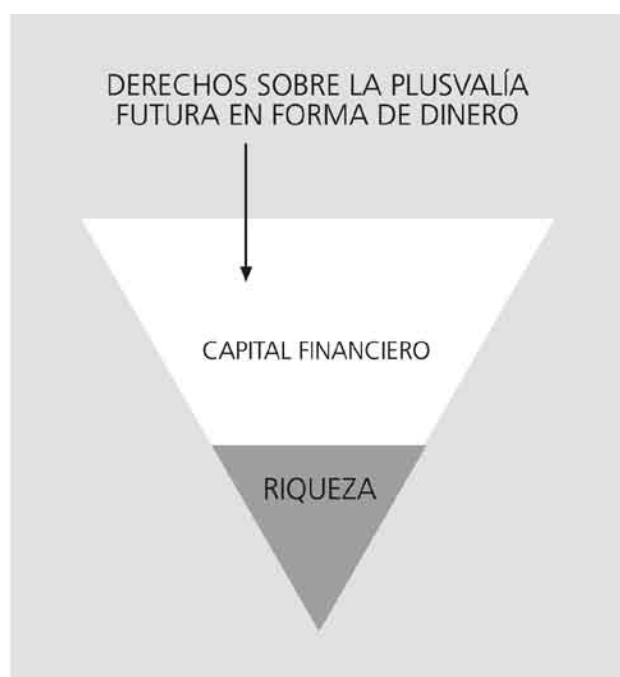 DERECHOS SOBRE LA PLUSVALÍA
FUTURA EN FORMA DE DINERO
CAPITAL FINANCIERO
RIQUEZA